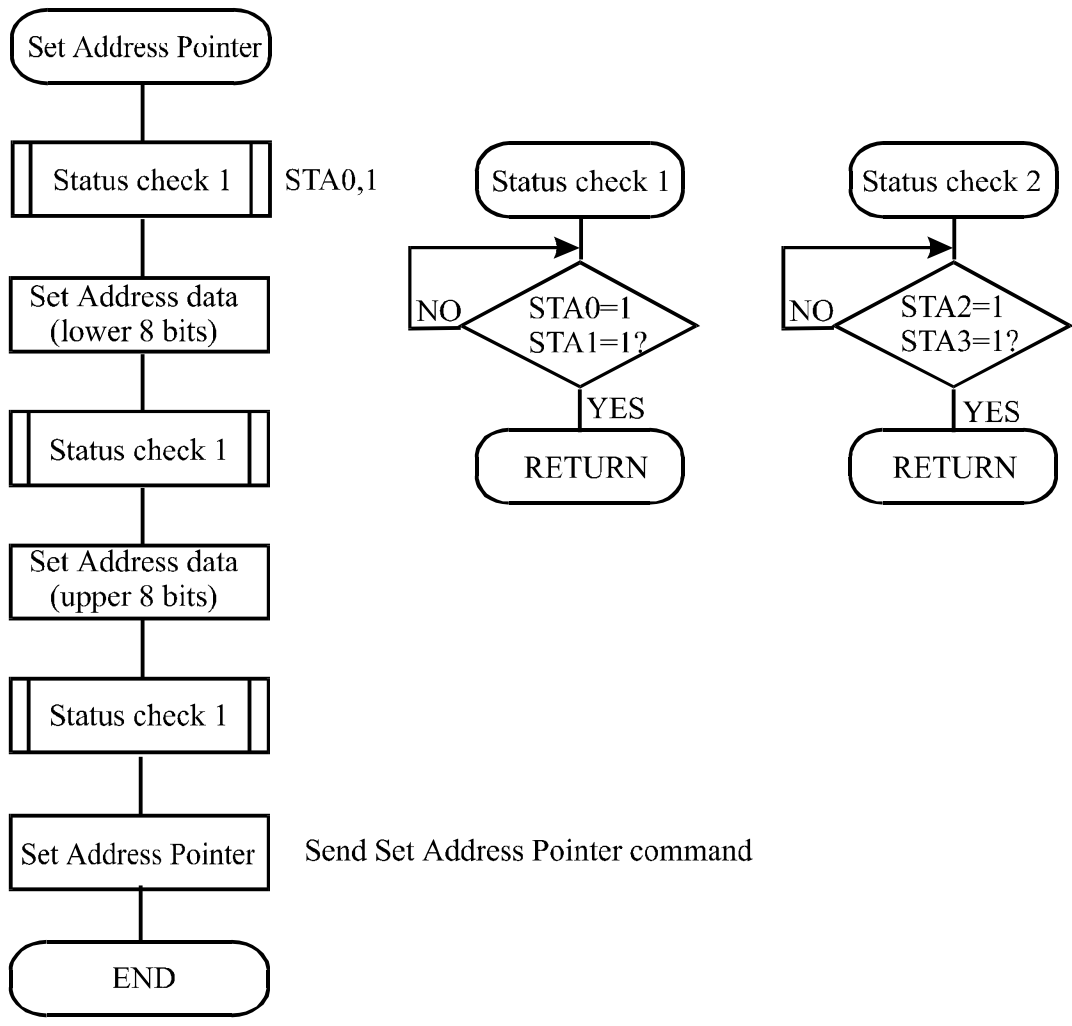 Set Address Pointer
Status check 1
STA0,1
Set Address data
(lower 8 bits)
Status check 1
Set Address data
(upper 8 bits)
Status check 1
Set Address Pointer
Send Set Address Pointer command
END
Status check 1
NO
STA0=1
STA1=1?
YES
RETURN
Status check 2
NO
STA2=1
STA3=1?
YES
RETURN